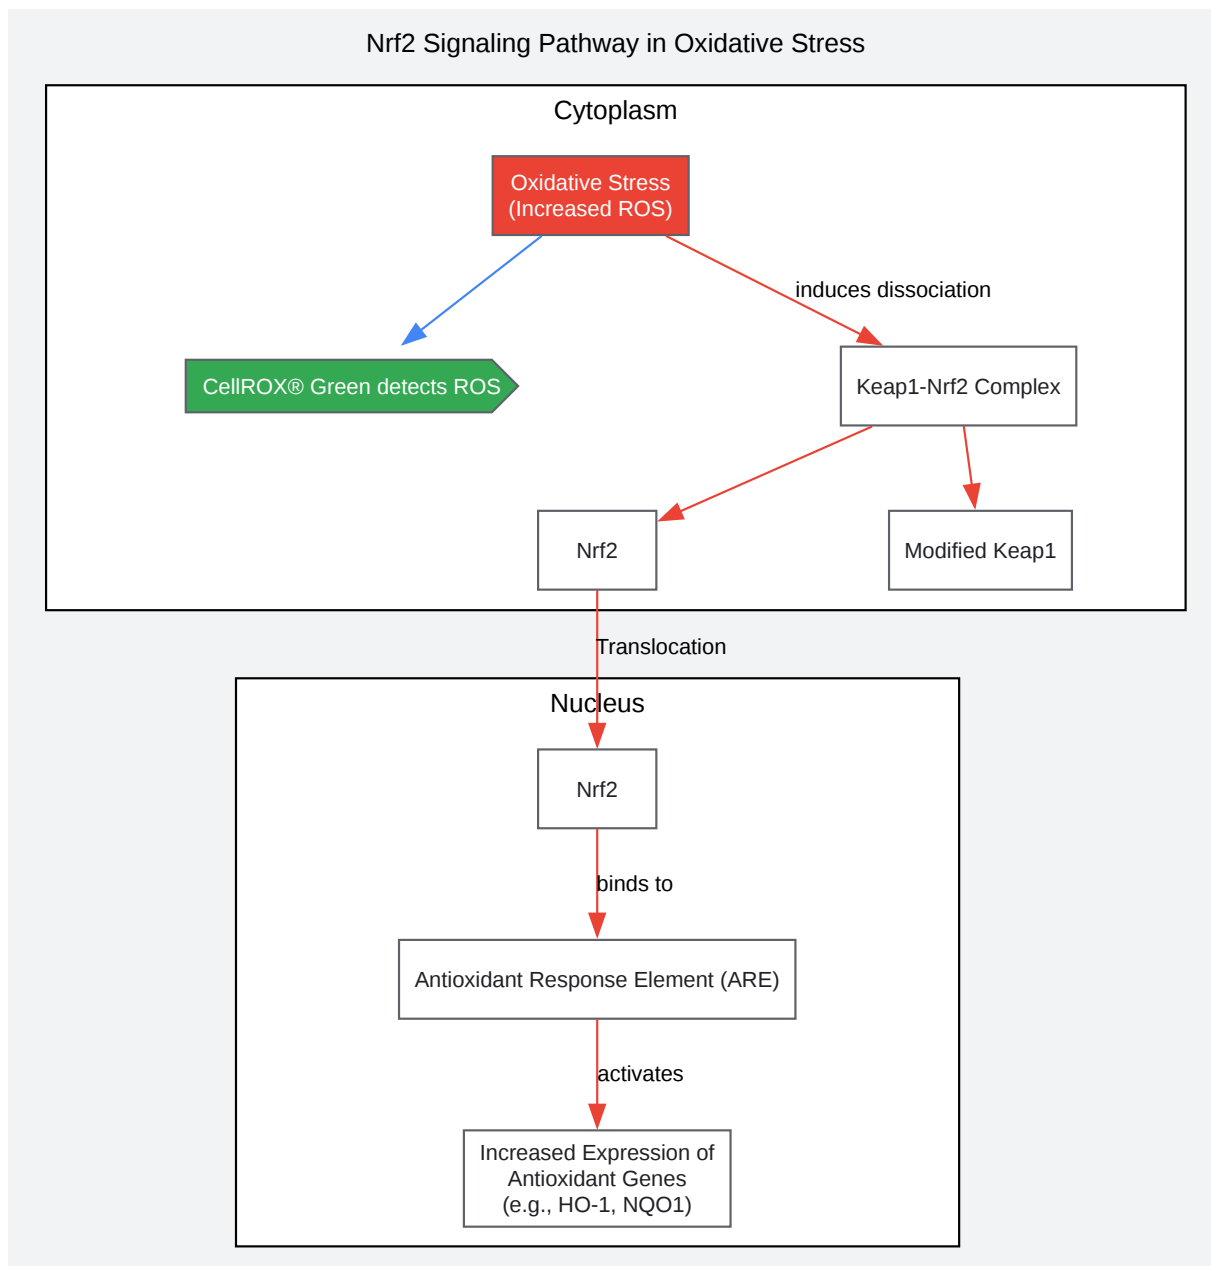 Nrf2 Signaling Pathway in Oxidative Stress
Cytoplasm
Oxidative Stress
(Increased ROS)
induces dissociation
CellROX® Green detects ROS
Keap1-Nrf2 Complex
Nrf2
Modified Keap1
Translocation
Nucleus
Nrf2
binds to
Antioxidant Response Element (ARE)
activates
Increased Expression of
Antioxidant Genes
(e.g., HO-1, NQO1)